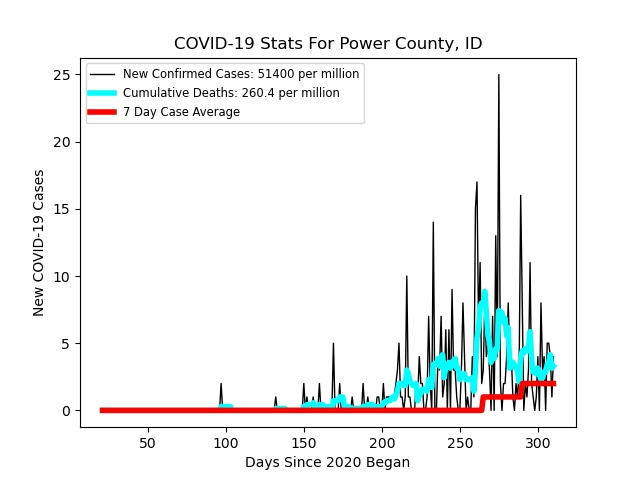 COVID-19 Stats For Power County, ID
New Confirmed Cases: 51400 per million
Cumulative Deaths: 260.4 per million
7 Day Case Average
25
20
15
10
5
0
New COVID-19 Cases
50 100 150 200 250 300
Days Since 2020 Began